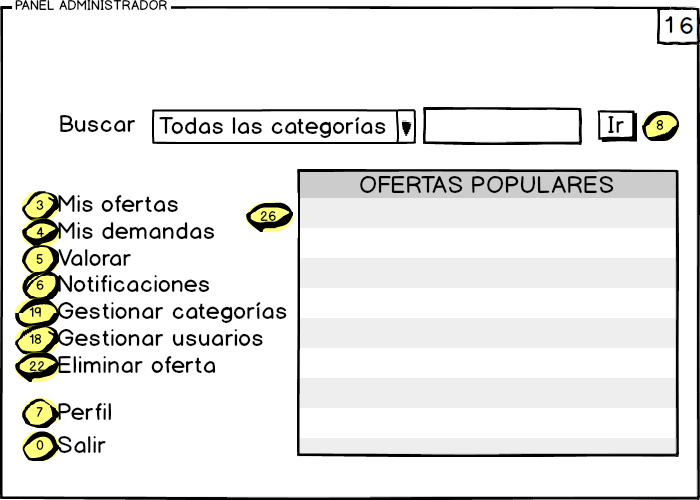 PANEL ADMINISTRADOR
16
Buscar Todas las categorías Ir 8
OFERTAS POPULARES
3 Mis ofertas
26
4 Mis demandas
5 Valorar
6 Notificaciones
19 Gestionar categorías
18 Gestionar usuarios
22 Eliminar oferta
7 Perfil
0 Salir